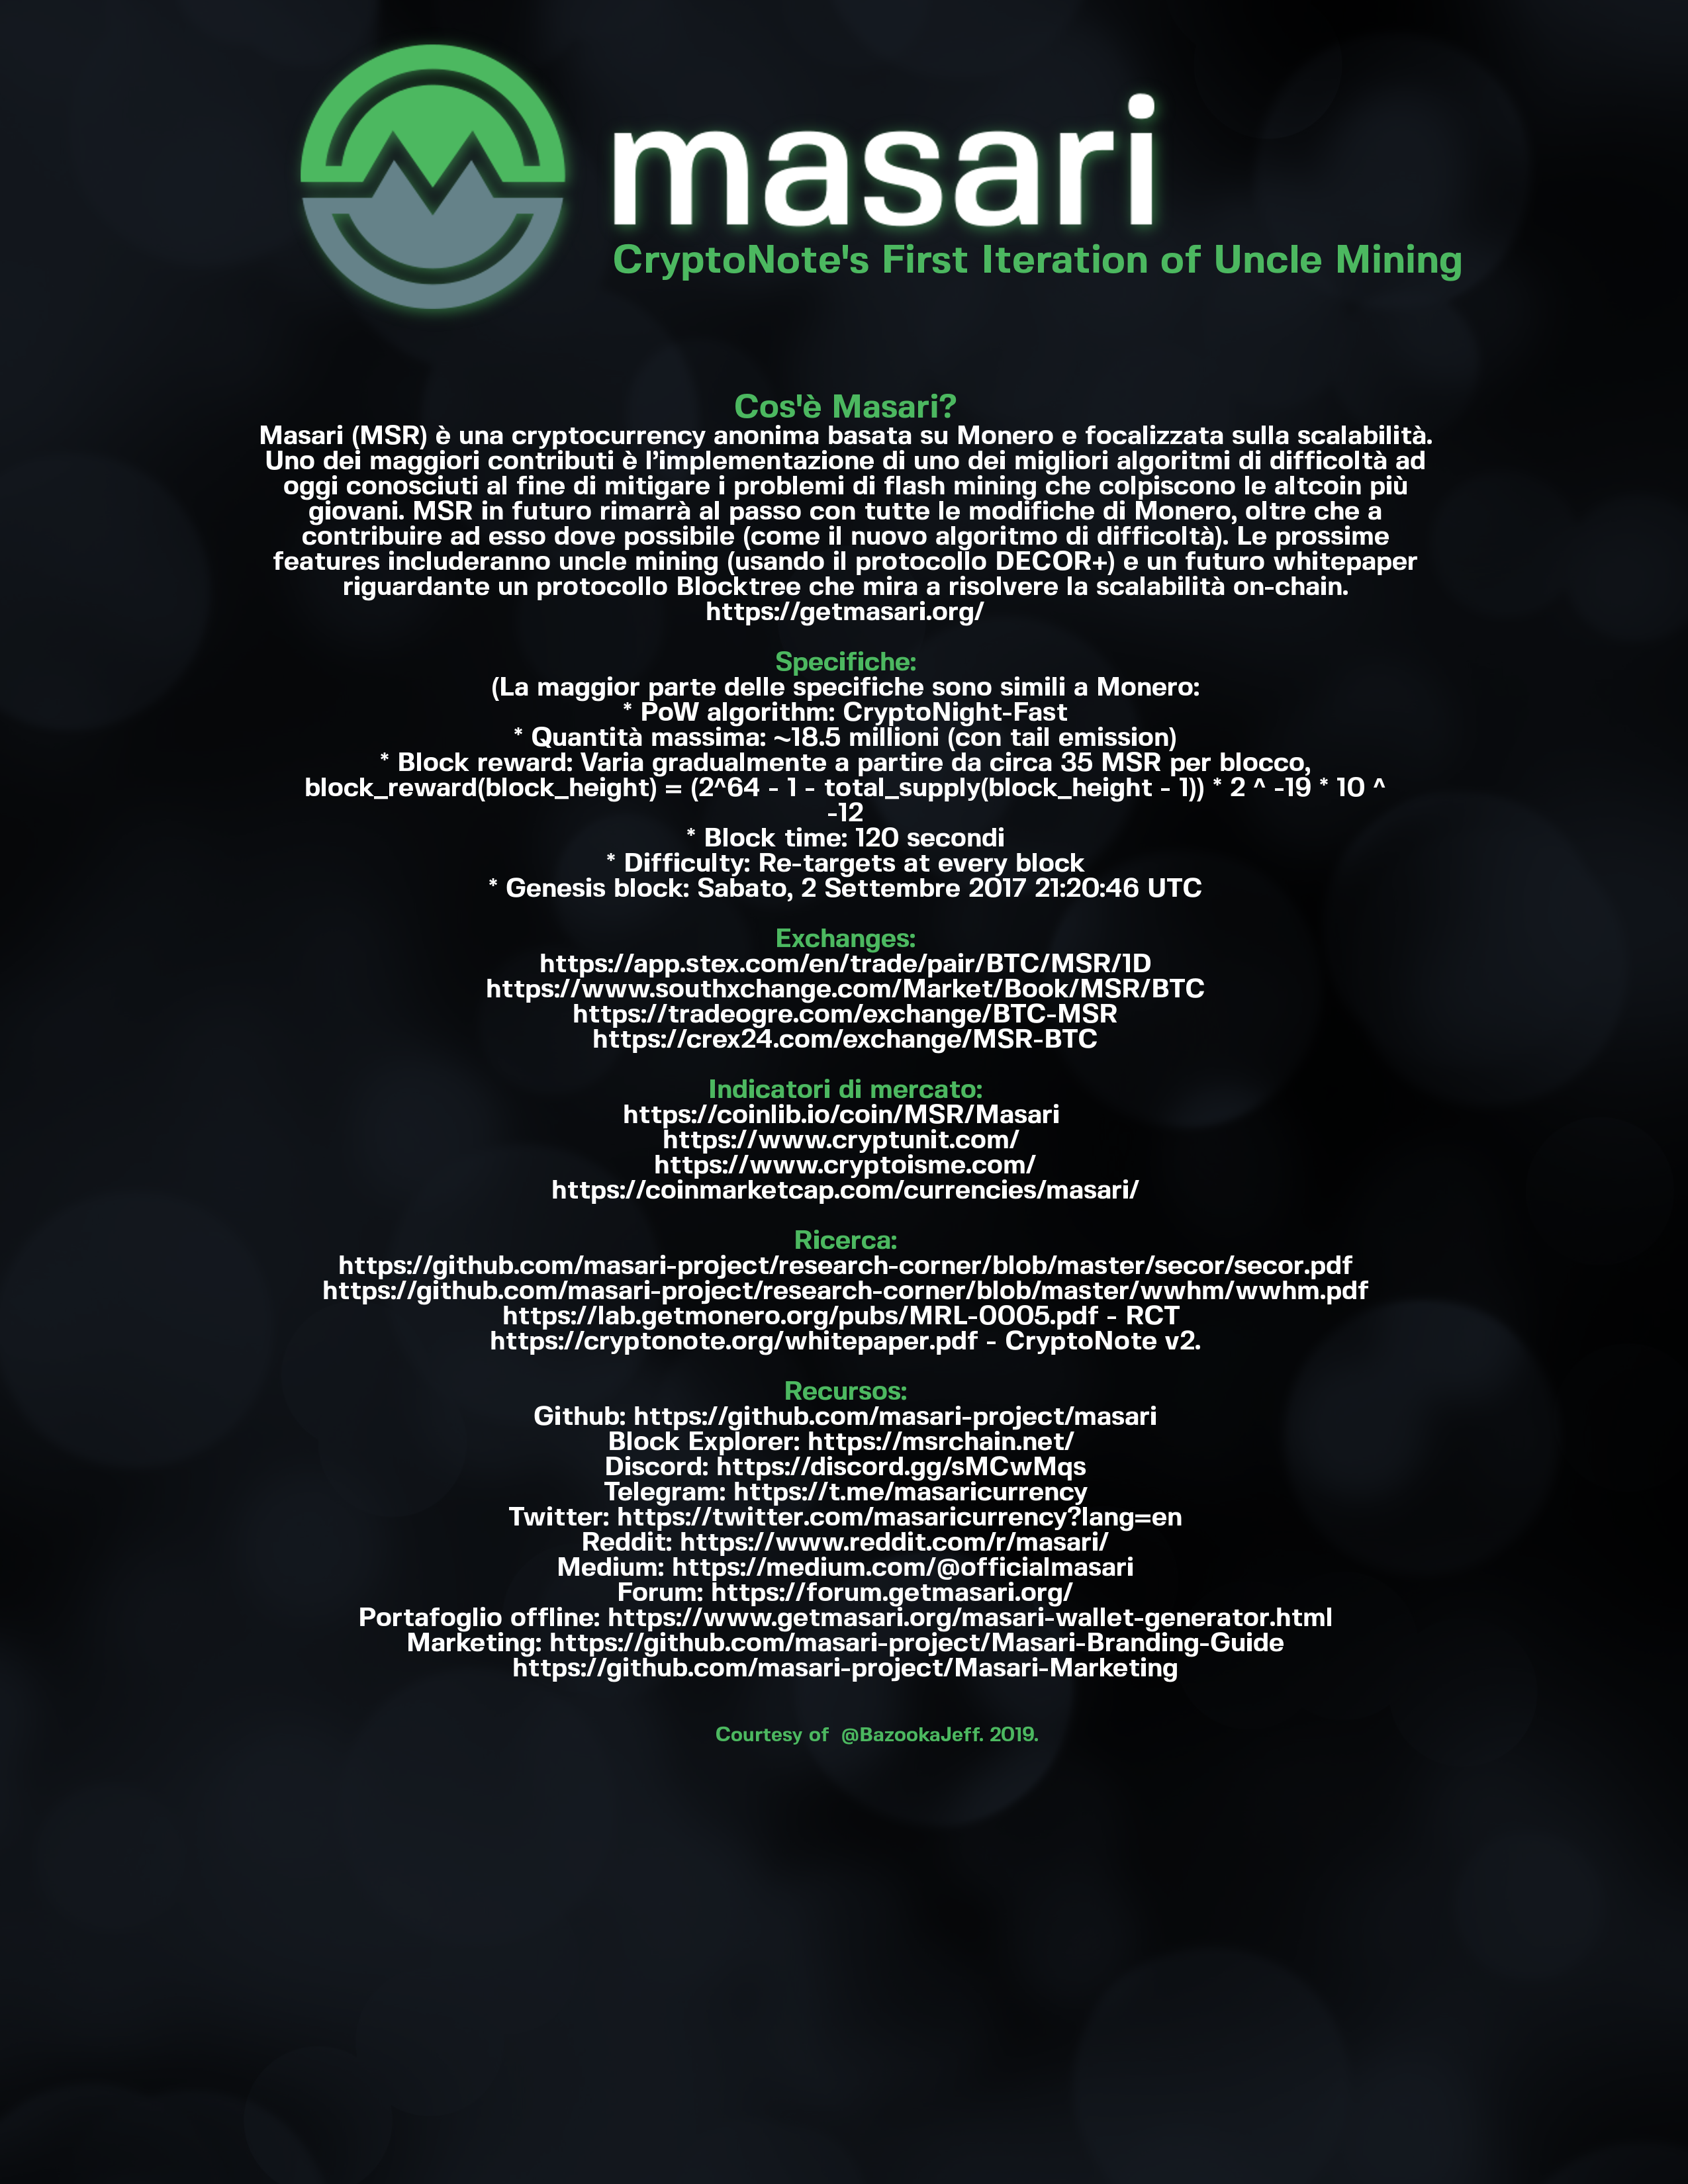 masari
CryptoNote's First Iteration of Uncle Mining
Cos'è Masari?
Masari (MSR) è una cryptocurrency anonima basata su Monero e focalizzata sulla scalabilità.
Uno dei maggiori contributi è l’implementazione di uno dei migliori algoritmi di difficoltà ad
oggi conosciuti al fine di mitigare i problemi di flash mining che colpiscono le altcoin più
giovani. MSR in futuro rimarrà al passo con tutte le modifiche di Monero, oltre che a
contribuire ad esso dove possibile (come il nuovo algoritmo di difficoltà). Le prossime
features includeranno uncle mining (usando il protocollo DECOR+) e un futuro whitepaper
riguardante un protocollo Blocktree che mira a risolvere la scalabilità on-chain.
https://getmasari.org/
Specifiche:
(La maggior parte delle specifiche sono simili a Monero:
* PoW algorithm: CryptoNight-Fast
* Quantità massima: ~18.5 millioni (con tail emission)
* Block reward: Varia gradualmente a partire da circa 35 MSR per blocco,
block_reward(block_height) = (2^64 - 1 - total_supply(block_height - 1)) * 2 ^ -19 * 10 ^
-12
* Block time: 120 secondi
* Difficulty: Re-targets at every block
* Genesis block: Sabato, 2 Settembre 2017 21:20:46 UTC
Exchanges:
https://app.stex.com/en/trade/pair/BTC/MSR/1D
https://www.southxchange.com/Market/Book/MSR/BTC
https://tradeogre.com/exchange/BTC-MSR
https://crex24.com/exchange/MSR-BTC
Indicatori di mercato:
https://coinlib.io/coin/MSR/Masari
https://www.cryptunit.com/
https://www.cryptoisme.com/
https://coinmarketcap.com/currencies/masari/
Ricerca:
https://github.com/masari-project/research-corner/blob/master/secor/secor.pdf
https://github.com/masari-project/research-corner/blob/master/wwhm/wwhm.pdf
https://lab.getmonero.org/pubs/MRL-0005.pdf - RCT
https://cryptonote.org/whitepaper.pdf - CryptoNote v2.
Recursos:
Github: https://github.com/masari-project/masari
Block Explorer: https://msrchain.net/
Discord: https://discord.gg/sMCwMqs
Telegram: https://t.me/masaricurrency
Twitter: https://twitter.com/masaricurrency?lang=en
Reddit: https://www.reddit.com/r/masari/
Medium: https://medium.com/@officialmasari
Forum: https://forum.getmasari.org/
Portafoglio offline: https://www.getmasari.org/masari-wallet-generator.html
Marketing: https://github.com/masari-project/Masari-Branding-Guide
https://github.com/masari-project/Masari-Marketing
Courtesy of @BazookaJeff. 2019.